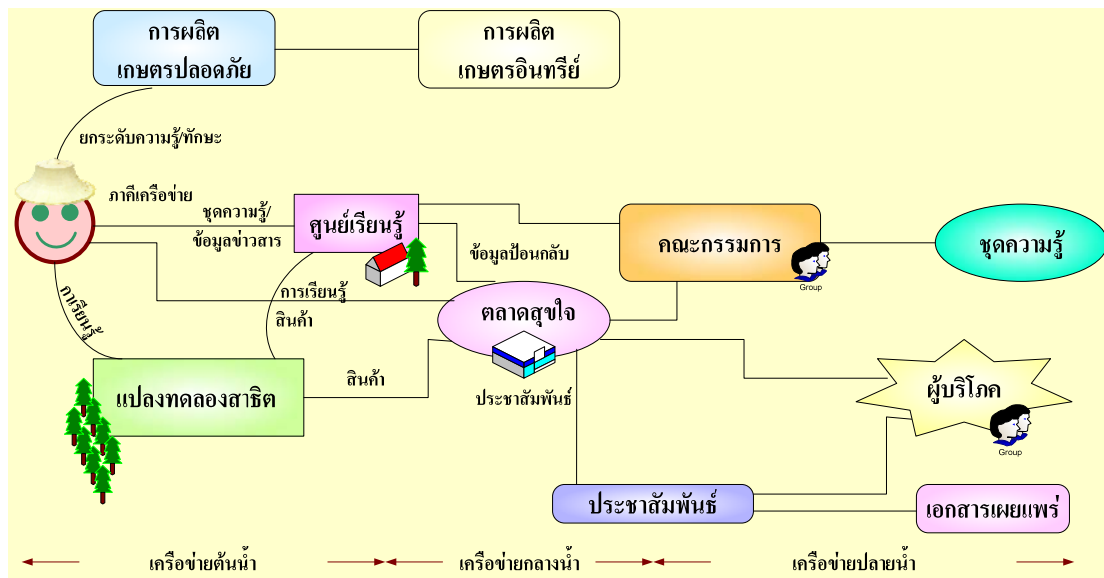 การผลิต
เกษตรปลอดภัย
การผลิต
เกษตรอินทรีย์
ยกระดับความรู้/ทักษะ
ภาคีเครือข่าย
ชุดความรู้/
ข้อมูลข่าวสาร
ศูนย์เรียนรู้
ข้อมูลป้อนกลับ
คณะกรรมการ
Group
ชุดความรู้
กาเรียนรู้
การเรียนรู้
สินค้า
ตลาดสุขใจ
แปลงทดลองสาธิต
สินค้า
ประชาสัมพันธ์
ผู้บริโภค
Group
ประชาสัมพันธ์
เอกสารเผยแพร่
เครือข่ายต้นน้ำ
เครือข่ายกลางน้ำ
เครือข่ายปลายน้ำ